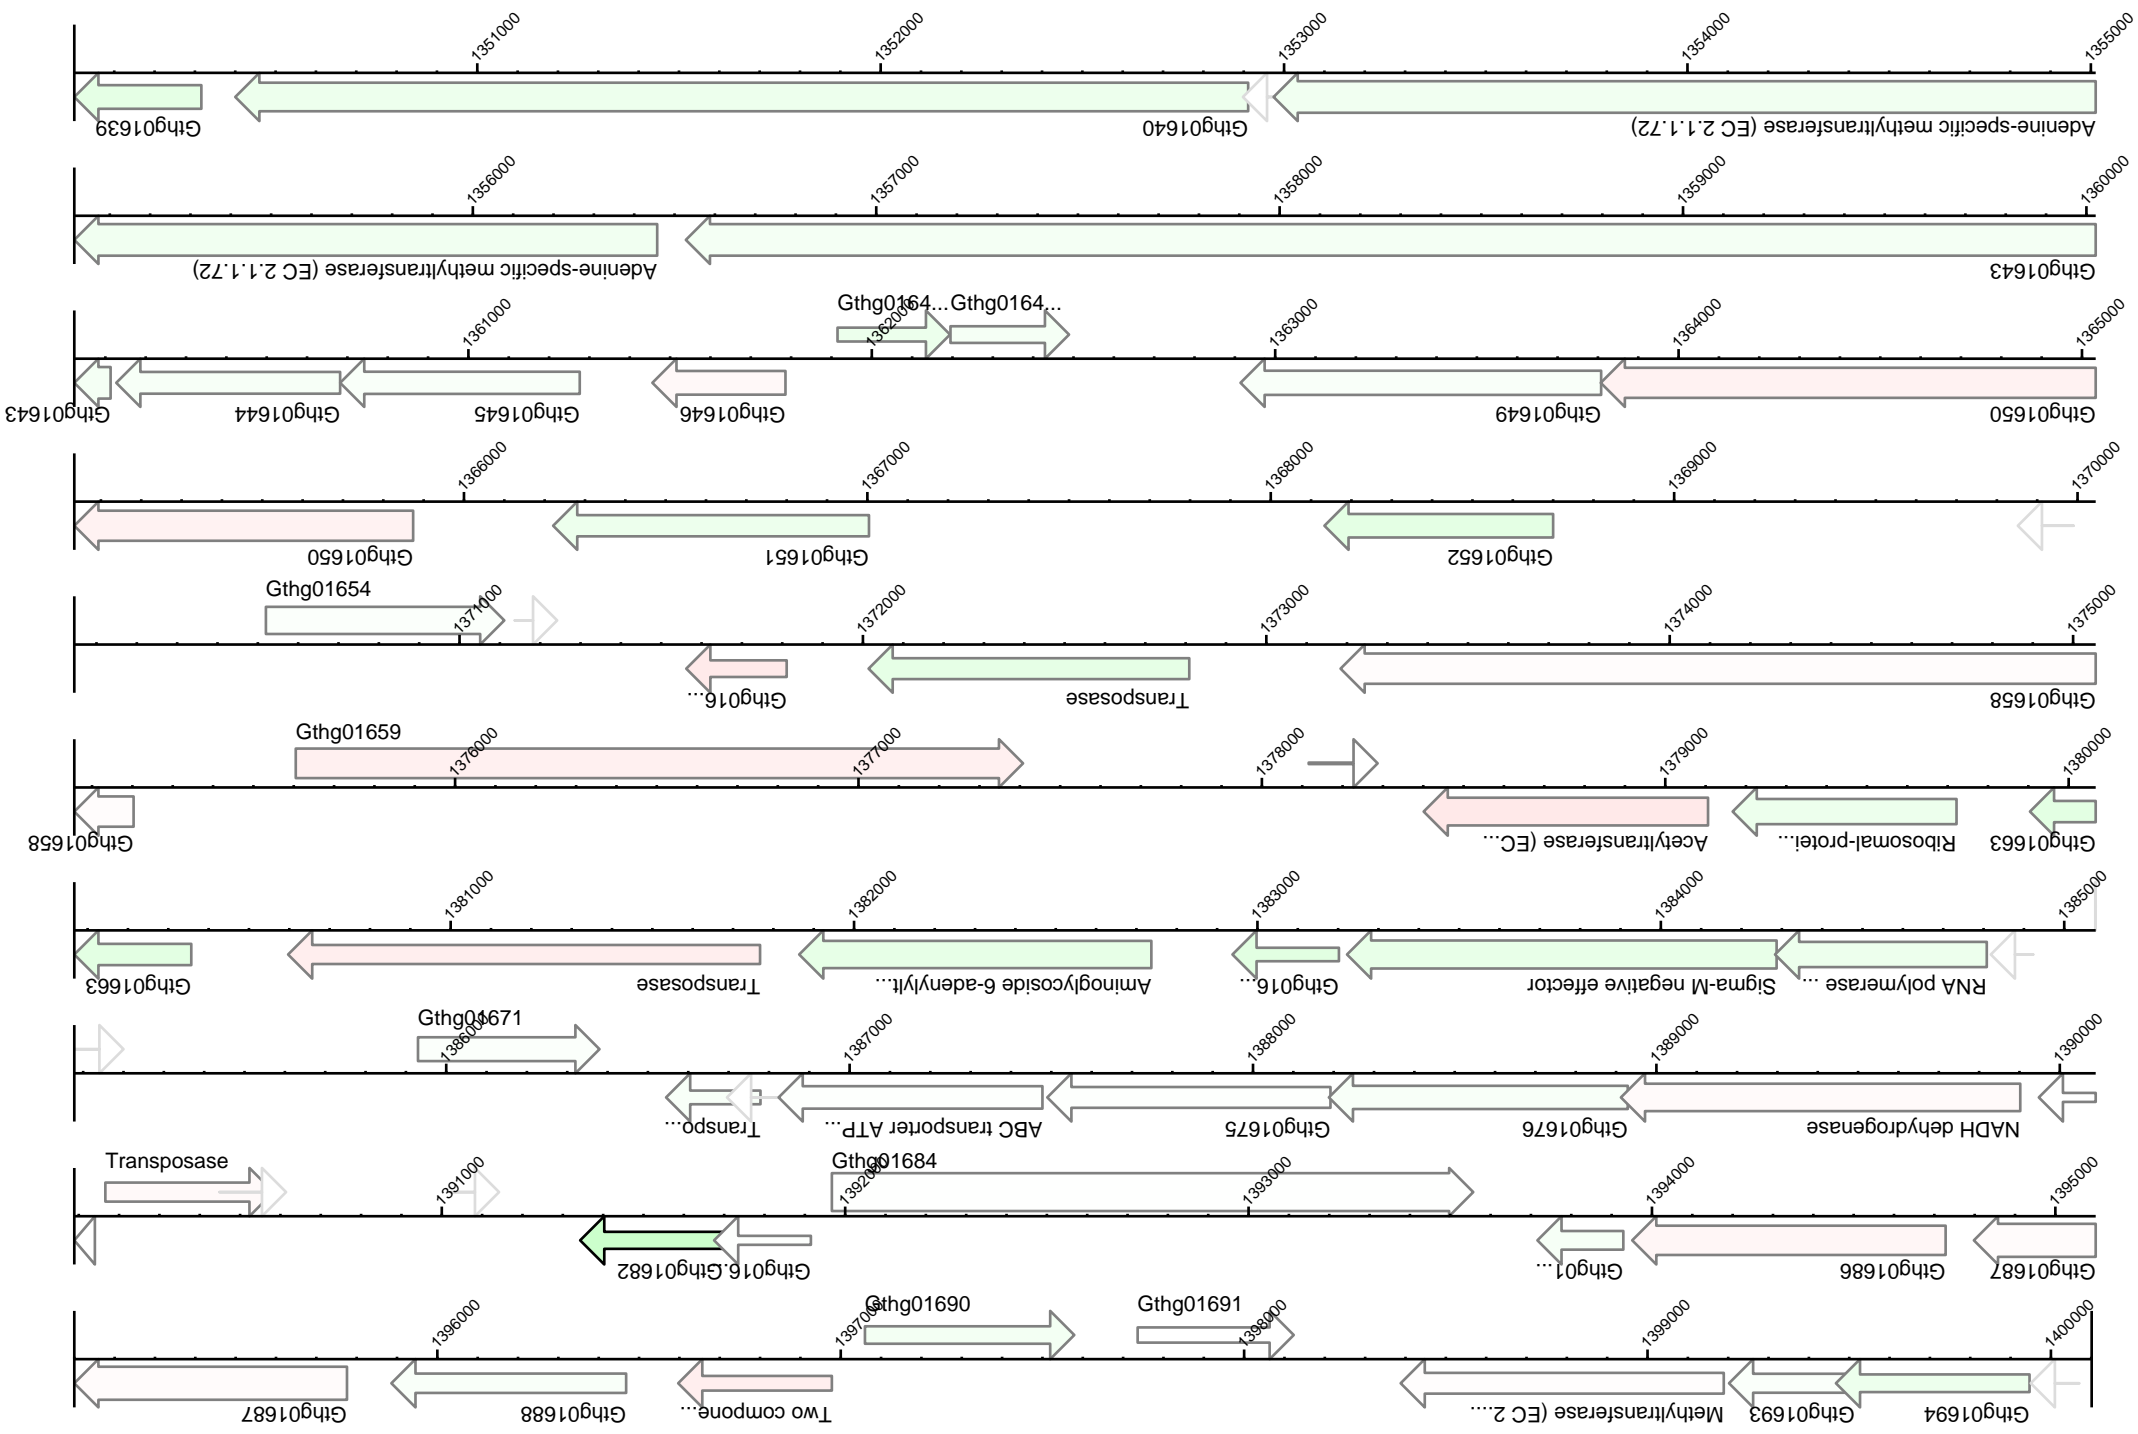 1351000 1352000 1353000 1354000 1355000
Gthg01639 Gthg01640 Adenine-specific methyltransferase (EC 2.1.1.72)
1356000 1357000 1358000 1359000 1360000
Adenine-specific methyltransferase (EC 2.1.1.72) Gthg01643
Gthg0164... Gthg0164...
1361000 1362000 1363000 1364000 1365000
Gthg01643 Gthg01644 Gthg01645 Gthg01646 Gthg01649 Gthg01650
1366000 1367000 1368000 1369000 1370000
Gthg01650 Gthg01651 Gthg01652
Gthg01654
1371000 1372000 1373000 1374000 1375000
Gthg016... Transposase Gthg01658
Gthg01659
1376000 1377000 1378000 1379000 1380000
Gthg01658 Acetyltransferase (EC... Ribosomal-protei... Gthg01663
1381000 1382000 1383000 1384000 1385000
Gthg01663 Transposase Aminoglycoside 6-adenylylt... Gthg016... Sigma-M negative effector RNA polymerase ...
Gthg01671
1386000 1387000 1388000 1389000 1390000
Transpo... ABC transporter ATP... Gthg01675 Gthg01676 NADH dehydrogenase
Transposase Gthg01684
1391000 1392000 1393000 1394000 1395000
Gthg01682 Gthg016... Gthg01... Gthg01686 Gthg01687
Gthg01690 Gthg01691
1396000 1397000 1398000 1399000 1400000
Gthg01687 Gthg01688 Two compone... Methyltransferase (EC 2.... Gthg01693 Gthg01694